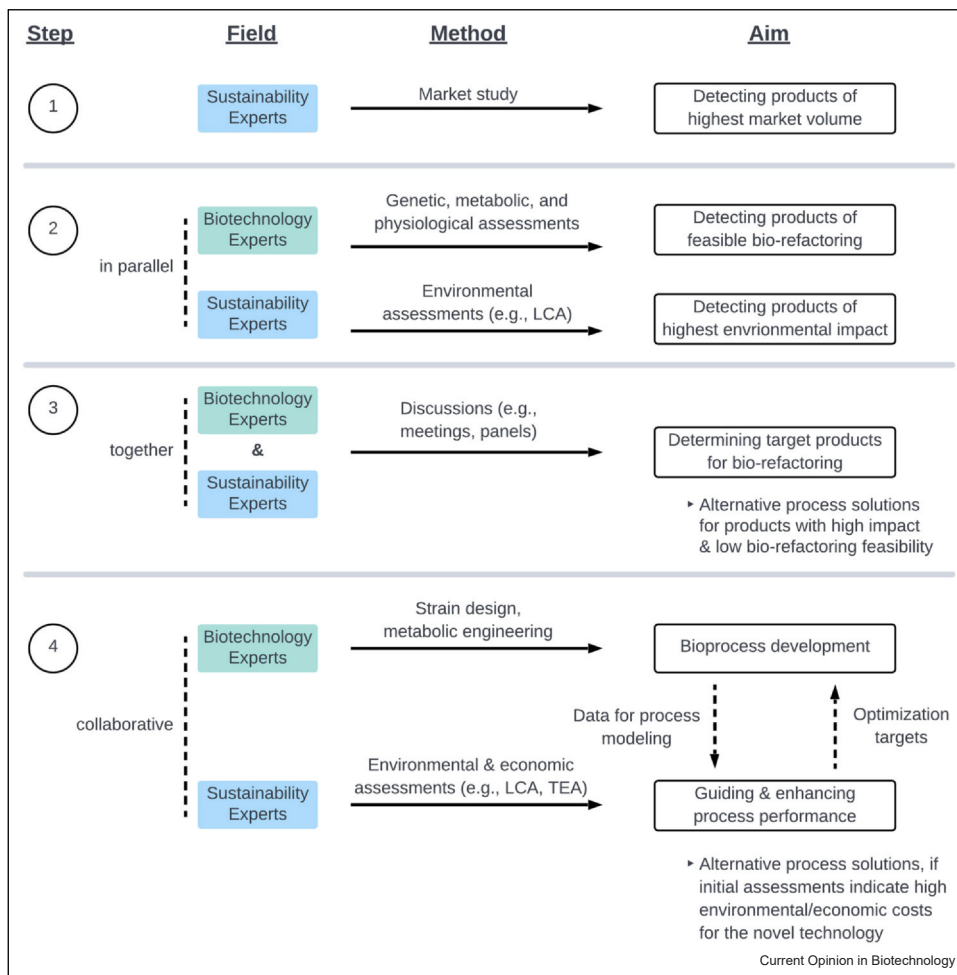 Step Field Method Aim
1
Sustainability
Experts
Market study
Detecting products of
highest market volume
2
in parallel
Biotechnology
Experts
Genetic, metabolic, and
physiological assessments
Detecting products of
feasible bio-refactoring
Sustainability
Experts
Environmental
assessments (e.g., LCA)
Detecting products of
highest envrionmental impact
3
together
Biotechnology
Experts
&
Sustainability
Experts
Discussions (e.g.,
meetings, panels)
Determining target products
for bio-refactoring
‣ Alternative process solutions
for products with high impact
& low bio-refactoring feasibility
4
collaborative
Biotechnology
Experts
Strain design,
metabolic engineering
Bioprocess development
Data for process
modeling
Optimization
targets
Sustainability
Experts
Environmental & economic
assessments (e.g., LCA, TEA)
Guiding & enhancing
process performance
‣ Alternative process solutions, if
initial assessments indicate high
environmental/economic costs
for the novel technology
Current Opinion in Biotechnology